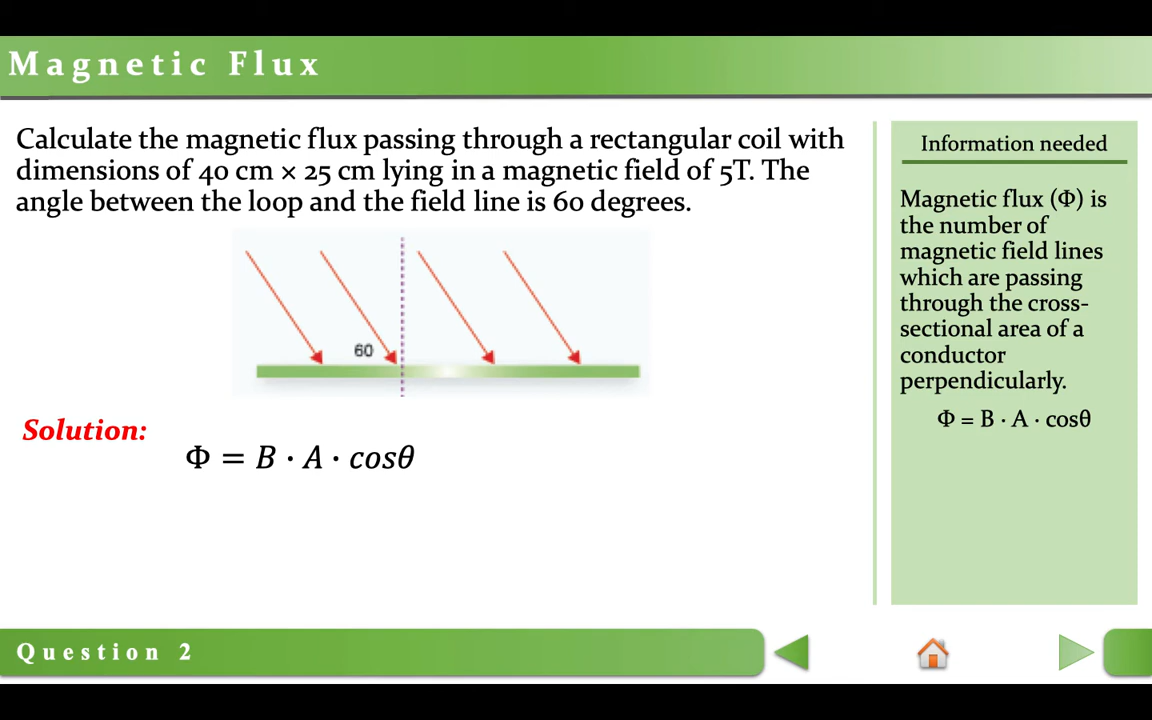 Magnetic Flux
Calculate the magnetic flux passing through a rectangular coil with
dimensions of 40 cm × 25 cm lying in a magnetic field of 5T. The
angle between the loop and the field line is 60 degrees.
60
Solution:
Φ = B · A · cosθ
Information needed
Magnetic flux (Φ) is
the number of
magnetic field lines
which are passing
through the cross-
sectional area of a
conductor
perpendicularly.
Φ = B · A · cosθ
Question 2